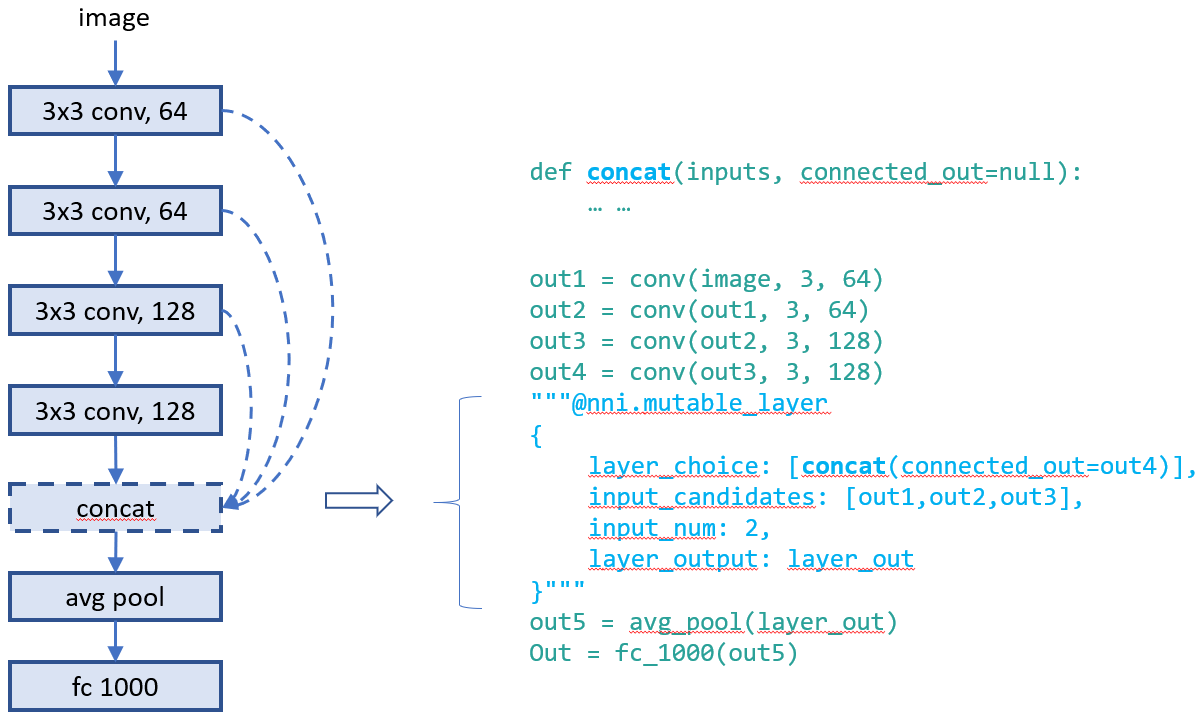 image
3x3 conv, 64
3x3 conv, 64
3x3 conv, 128
3x3 conv, 128
concat
avg pool
fc 1000
def concat(inputs, connected_out=null):
… …
out1 = conv(image, 3, 64)
out2 = conv(out1, 3, 64)
out3 = conv(out2, 3, 128)
out4 = conv(out3, 3, 128)
"""@nni.mutable_layer
{
layer_choice: [concat(connected_out=out4)],
input_candidates: [out1,out2,out3],
input_num: 2,
layer_output: layer_out
}"""
out5 = avg_pool(layer_out)
Out = fc_1000(out5)